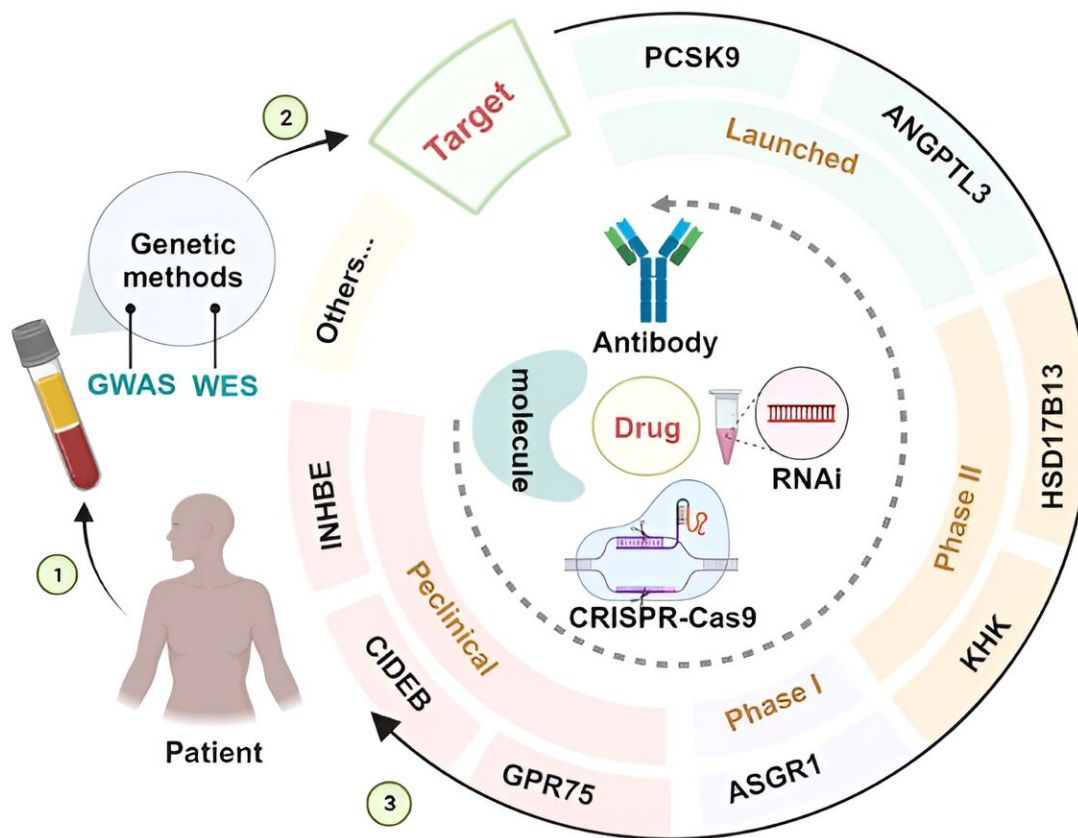 PCSK9
ANGPTL3
Launched
Target
2
Genetic
methods
GWAS
WES
Others...
Antibody
molecule
Drug
RNAi
CRISPR-Cas9
HSD17B13
Phase II
KHK
Phase I
ASGR1
Peclinical
INHBE
CIDEB
GPR75
1
Patient
3